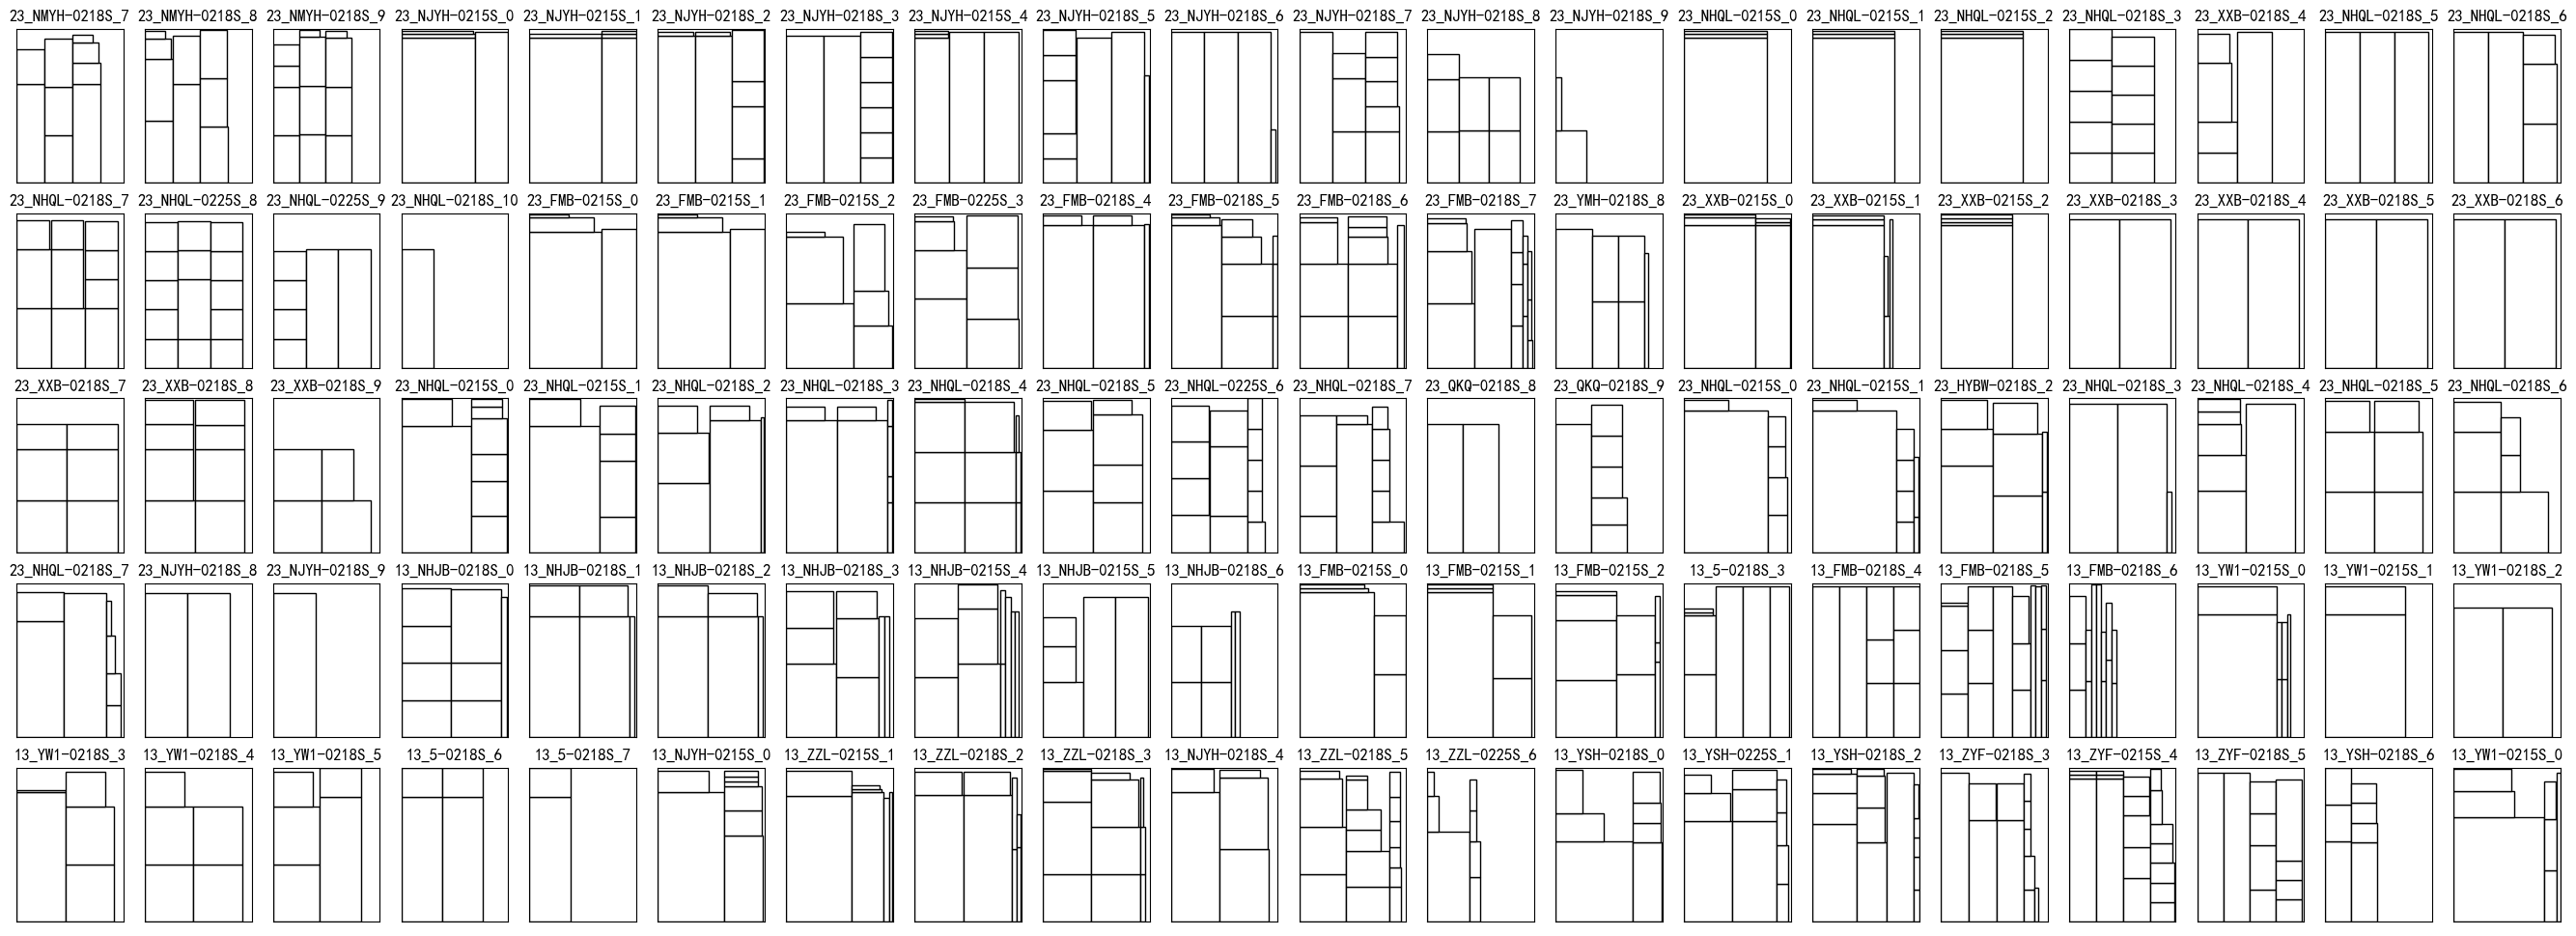 23_NMYH-0218S_7 23_NMYH-0218S_8 23_NMYH-0218S_9 23_NJYH-0215S_0 23_NJYH-0215S_1 23_NJYH-0218S_2 23_NJYH-0218S_3 23_NJYH-0215S_4 23_NJYH-0218S_5 23_NJYH-0218S_6 23_NJYH-0218S_7 23_NJYH-0218S_8 23_NJYH-0218S_9 23_NHQL-0215S_0 23_NHQL-0215S_1 23_NHQL-0215S_2 23_NHQL-0218S_3 23_XXB-0218S_4 23_NHQL-0218S_5 23_NHQL-0218S_6
23_NHQL-0218S_7 23_NHQL-0225S_8 23_NHQL-0225S_9 23_NHQL-0218S_10 23_FMB-0215S_0 23_FMB-0215S_1 23_FMB-0215S_2 23_FMB-0225S_3 23_FMB-0218S_4 23_FMB-0218S_5 23_FMB-0218S_6 23_FMB-0218S_7 23_YMH-0218S_8 23_XXB-0215S_0 23_XXB-0215S_1 23_XXB-0215S_2 23_XXB-0218S_3 23_XXB-0218S_4 23_XXB-0218S_5 23_XXB-0218S_6
23_XXB-0218S_7 23_XXB-0218S_8 23_XXB-0218S_9 23_NHQL-0215S_0 23_NHQL-0215S_1 23_NHQL-0218S_2 23_NHQL-0218S_3 23_NHQL-0218S_4 23_NHQL-0218S_5 23_NHQL-0225S_6 23_NHQL-0218S_7 23_QKQ-0218S_8 23_QKQ-0218S_9 23_NHQL-0215S_0 23_NHQL-0215S_1 23_HYBW-0218S_2 23_NHQL-0218S_3 23_NHQL-0218S_4 23_NHQL-0218S_5 23_NHQL-0218S_6
23_NHQL-0218S_7 23_NJYH-0218S_8 23_NJYH-0218S_9 13_NHJB-0218S_0 13_NHJB-0218S_1 13_NHJB-0218S_2 13_NHJB-0218S_3 13_NHJB-0215S_4 13_NHJB-0215S_5 13_NHJB-0218S_6 13_FMB-0215S_0 13_FMB-0215S_1 13_FMB-0215S_2 13_5-0218S_3 13_FMB-0218S_4 13_FMB-0218S_5 13_FMB-0218S_6 13_YW1-0215S_0 13_YW1-0215S_1 13_YW1-0218S_2
13_YW1-0218S_3 13_YW1-0218S_4 13_YW1-0218S_5 13_5-0218S_6 13_5-0218S_7 13_NJYH-0215S_0 13_ZZL-0215S_1 13_ZZL-0218S_2 13_ZZL-0218S_3 13_NJYH-0218S_4 13_ZZL-0218S_5 13_ZZL-0225S_6 13_YSH-0218S_0 13_YSH-0225S_1 13_YSH-0218S_2 13_ZYF-0218S_3 13_ZYF-0215S_4 13_ZYF-0218S_5 13_YSH-0218S_6 13_YW1-0215S_0